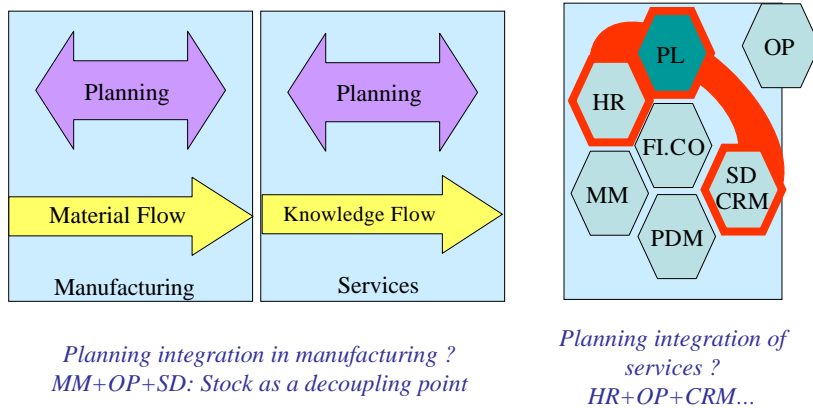 Planning
Material Flow
Manufacturing
Planning
Knowledge Flow
Services
Planning integration in manufacturing ?
MM+OP+SD: Stock as a decoupling point
PL
OP
HR
FI.CO
MM
SD
CRM
PDM
Planning integration of
services ?
HR+OP+CRM…